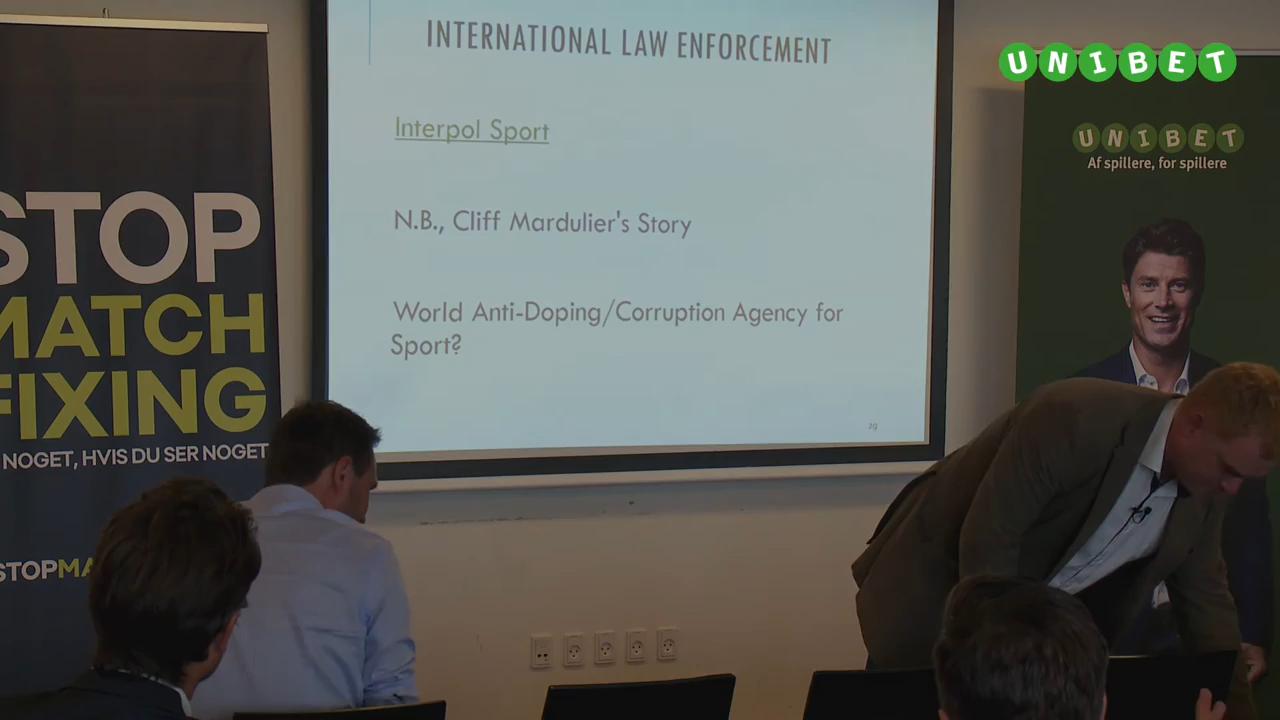 INTERNATIONAL LAW ENFORCEMENT
Interpol Sport
N.B., Cliff Mardulier's Story
World Anti-Doping/Corruption Agency for
Sport?
29
STOP
MATCH
FIXING
NOGET, HVIS DU SER NOGET
STOPMA
UNIBET
UNIBET
Af spillere, for spillere